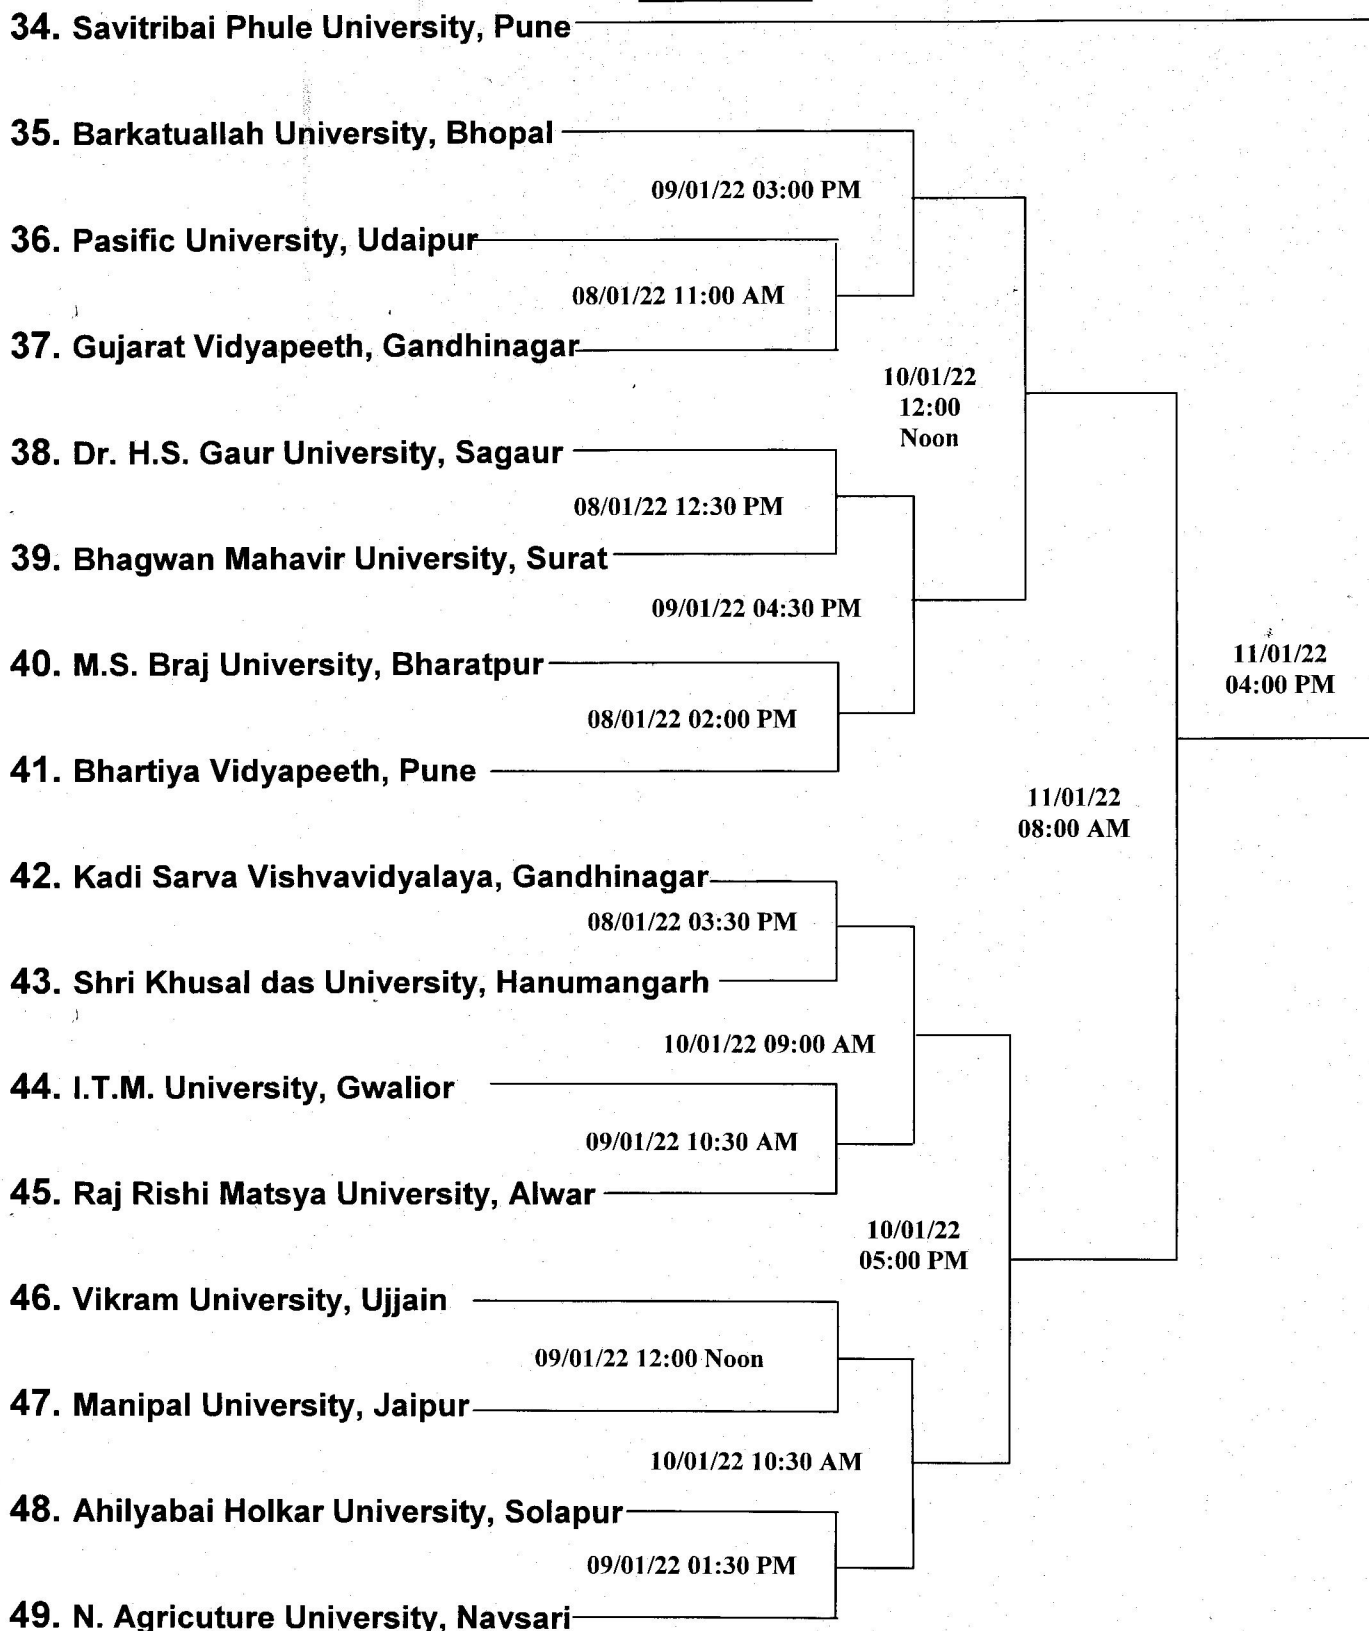 34. Savitribai Phule University, Pune
35. Barkatuallah University, Bhopal
09/01/22 03:00 PM
36. Pasific University, Udaipur
08/01/22 11:00 AM
37. Gujarat Vidyapeeth, Gandhinagar
10/01/22
12:00
Noon
38. Dr. H.S. Gaur University, Sagaur
08/01/22 12:30 PM
39. Bhagwan Mahavir University, Surat
09/01/22 04:30 PM
40. M.S. Braj University, Bharatpur
11/01/22
04:00 PM
08/01/22 02:00 PM
41. Bhartiya Vidyapeeth, Pune
11/01/22
08:00 AM
42. Kadi Sarva Vishvavidyalaya, Gandhinagar
08/01/22 03:30 PM
43. Shri Khusal das University, Hanumangarh
10/01/22 09:00 AM
44. I.T.M. University, Gwalior
09/01/22 10:30 AM
45. Raj Rishi Matsya University, Alwar
10/01/22
05:00 PM
46. Vikram University, Ujjain
09/01/22 12:00 Noon
47. Manipal University, Jaipur
10/01/22 10:30 AM
48. Ahilyabai Holkar University, Solapur
09/01/22 01:30 PM
49. N. Agricuture University, Navsari